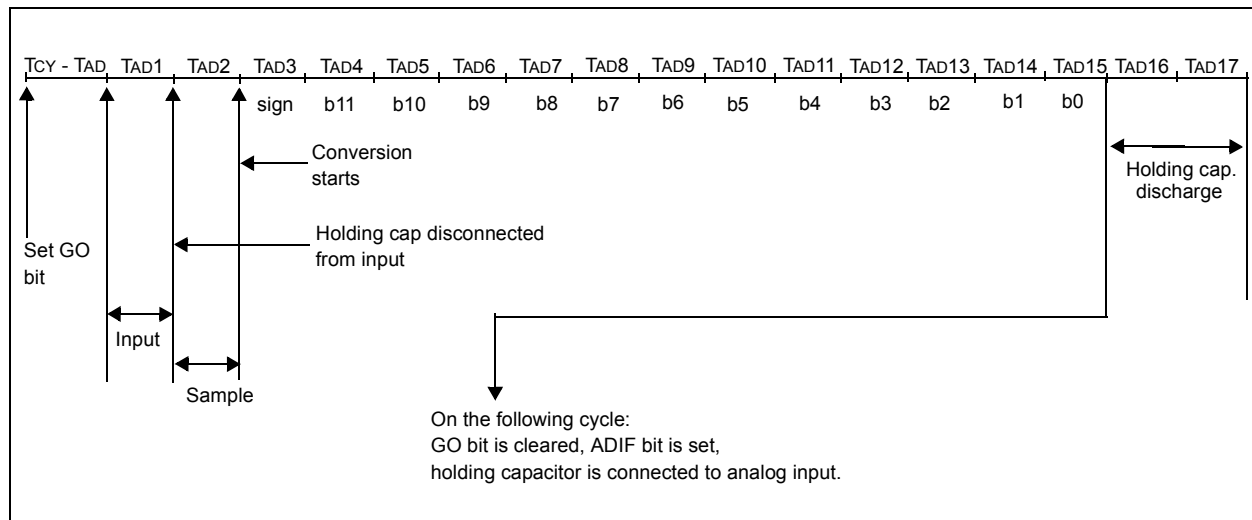 TCY - TAD TAD1 TAD2 TAD3 TAD4 TAD5 TAD6 TAD7 TAD8 TAD9 TAD10 TAD11 TAD12 TAD13 TAD14 TAD15 TAD16 TAD17
sign b11 b10 b9 b8 b7 b6 b5 b4 b3 b2 b1 b0
Conversion
starts
Holding cap.
discharge
Set GO
bit
Holding cap disconnected
from input
Input
Sample
On the following cycle:
GO bit is cleared, ADIF bit is set,
holding capacitor is connected to analog input.